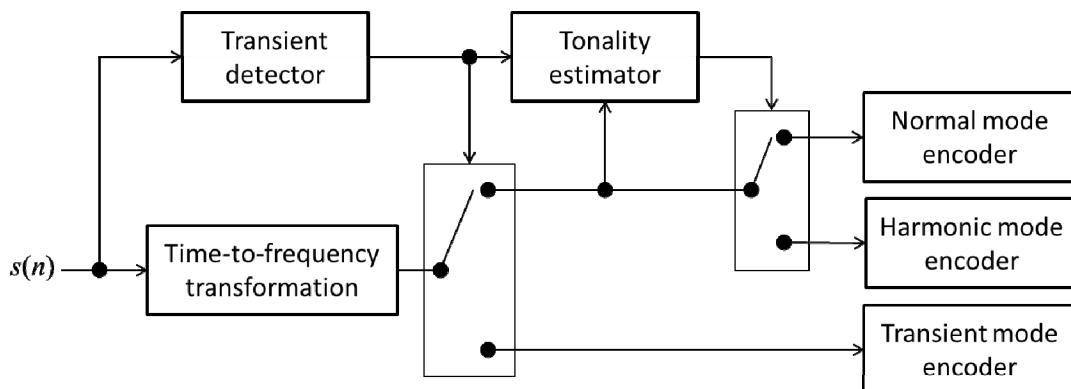 Transient
detector
Tonality
estimator
Normal mode
encoder
s(n)
Time-to-frequency
transformation
Harmonic mode
encoder
Transient mode
encoder